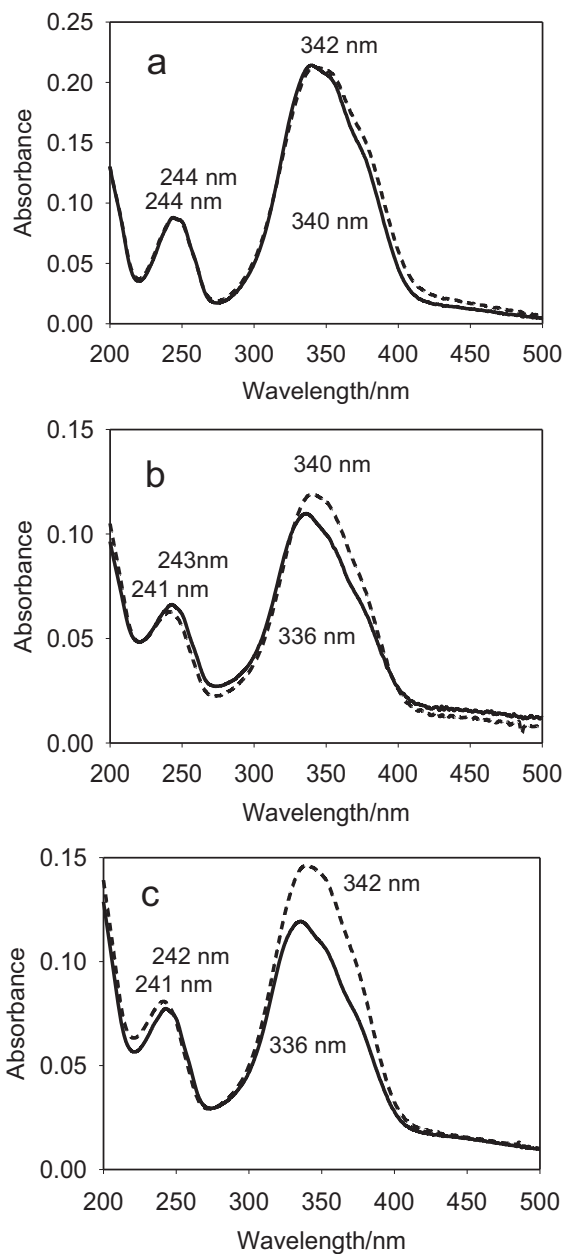 a
342 nm
244 nm
244 nm
340 nm
Absorbance
0.25
0.20
0.15
0.10
0.05
0.00
200 250 300 350 400 450 500
Wavelength/nm
b
340 nm
243nm
241 nm
336 nm
Absorbance
0.15
0.10
0.05
0.00
200 250 300 350 400 450 500
Wavelength/nm
c
342 nm
242 nm
241 nm
336 nm
Absorbance
0.15
0.10
0.05
0.00
200 250 300 350 400 450 500
Wavelength/nm